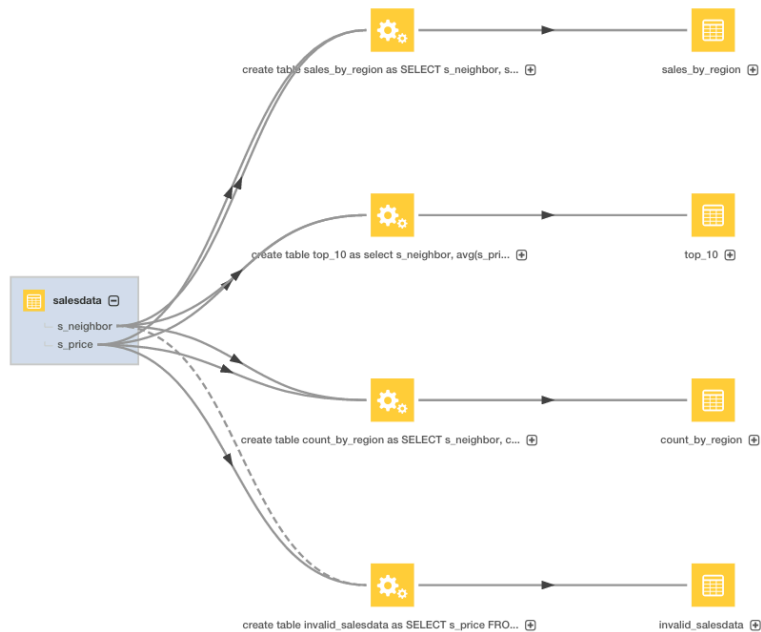 create table sales_by_region as SELECT s_neighbor, s...
sales_by_region
create table top_10 as select s_neighbor, avg(s_pri...
top_10
salesdata
s_neighbor
s_price
create table count_by_region as SELECT s_neighbor, c...
count_by_region
create table invalid_salesdata as SELECT s_price FRO...
invalid_salesdata